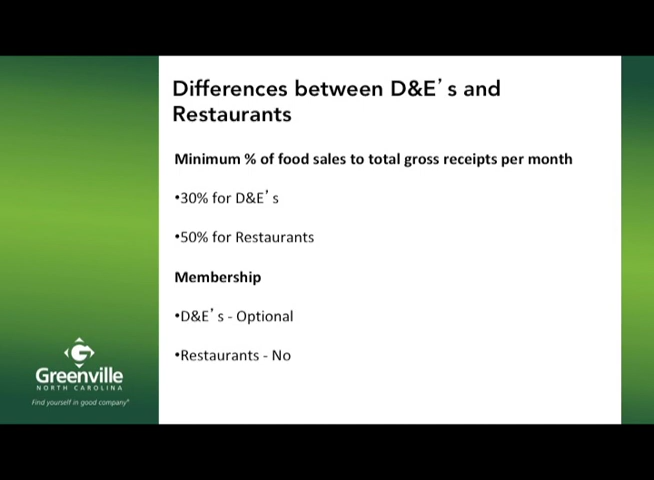 Differences between D&E’s and
Restaurants
Minimum % of food sales to total gross receipts per month
•30% for D&E’s
•50% for Restaurants
Membership
•D&E’s - Optional
•Restaurants - No
Greenville
NORTH CAROLINA
Find yourself in good company®